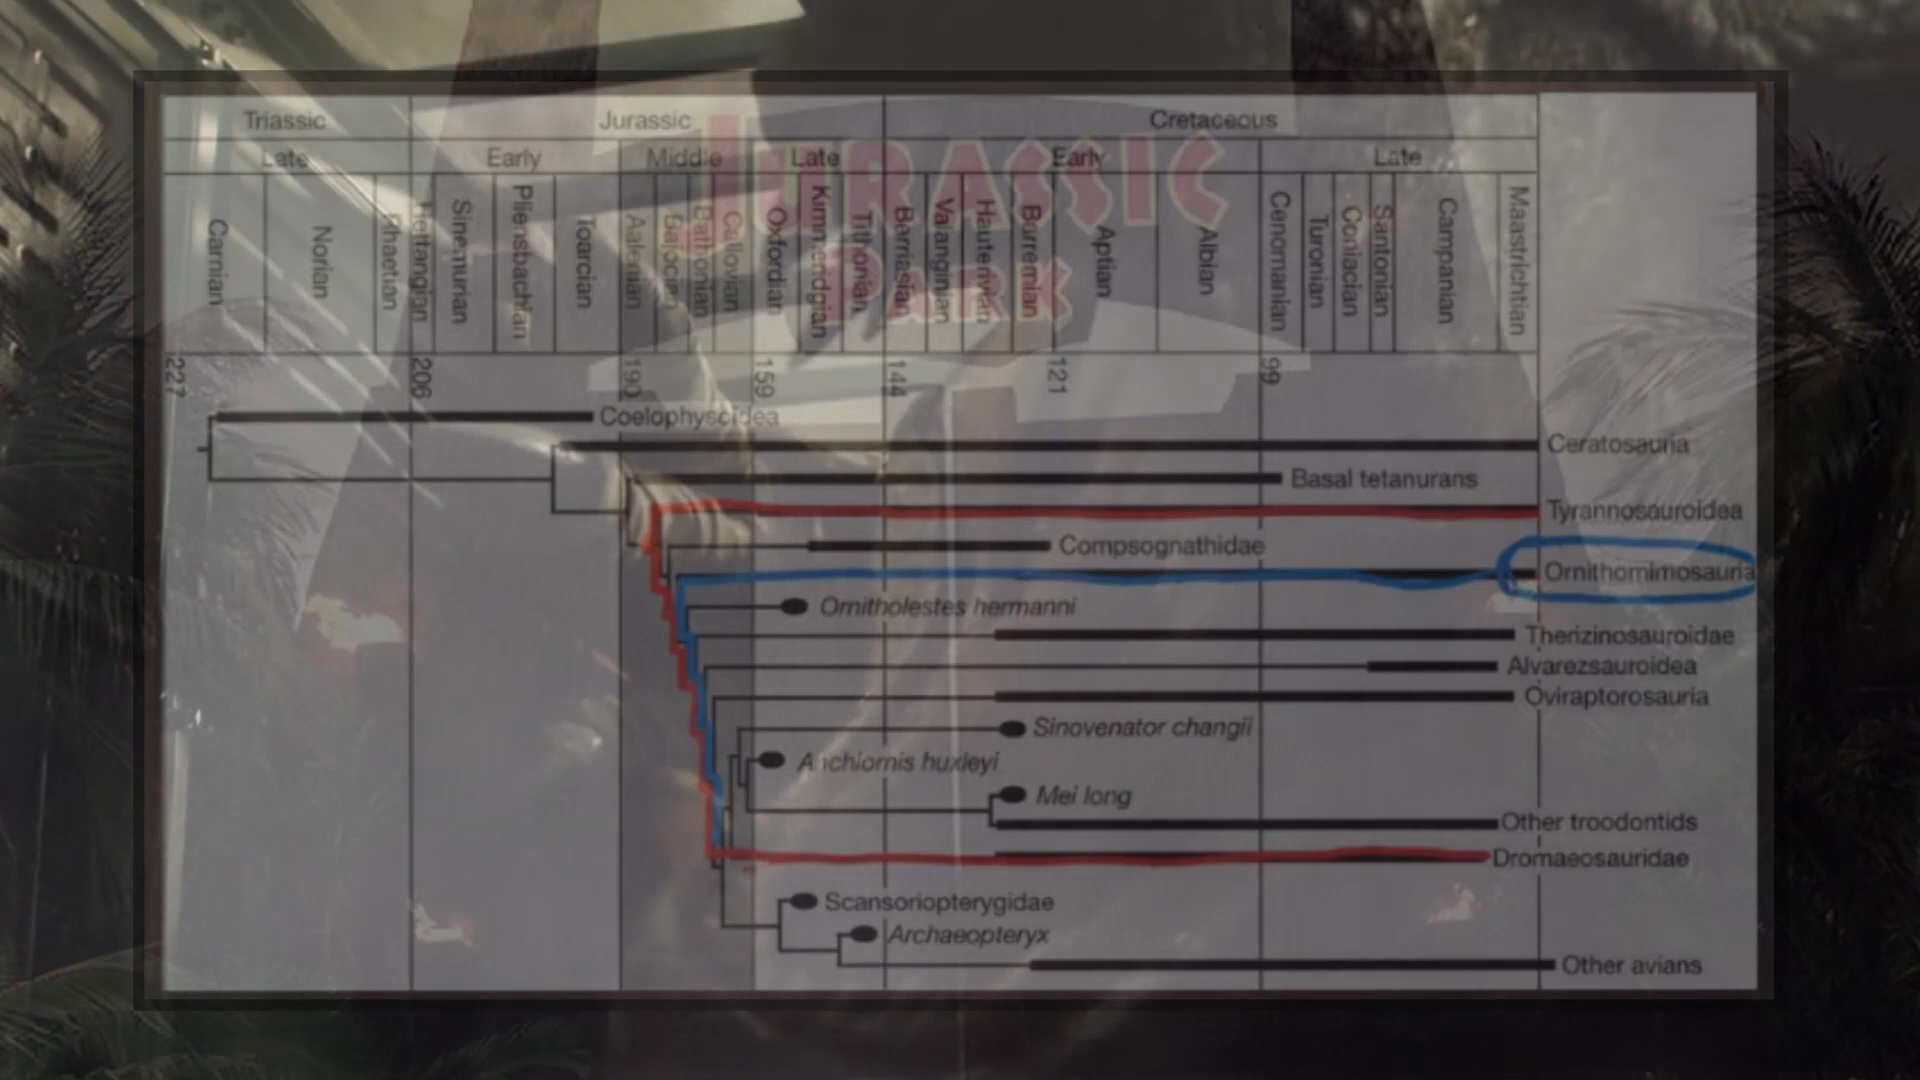 Triassic Jurassic Cretaceous
Late Early Middle Late Early Late
Carnian Norian Rhaetian Hettangian Sinemurian Pliensbachian Toarcian Aalenian Bajocian Bathonian Callovian Oxfordian Kimmeridgian Tithonian Berriasian Valanginian Hauterivian Barremian Aptian Albian Cenomanian Turonian Coniacian Santonian Campanian Maastrichtian
JURASSIC
PARK
227 206 190 159 144 121 99
Coelophysoidea
Ceratosauria
Basal tetanurans
Tyrannosauroidea
Compsognathidae
Ornithomimosauria
Ornitholestes hermanni
Therizinosauroidae
Alvarezsauroidea
Oviraptorosauria
Sinovenator changii
Anchiornis huxleyi
Mei long
Other troodontids
Dromaeosauridae
Scansoriopterygidae
Archaeopteryx
Other avians